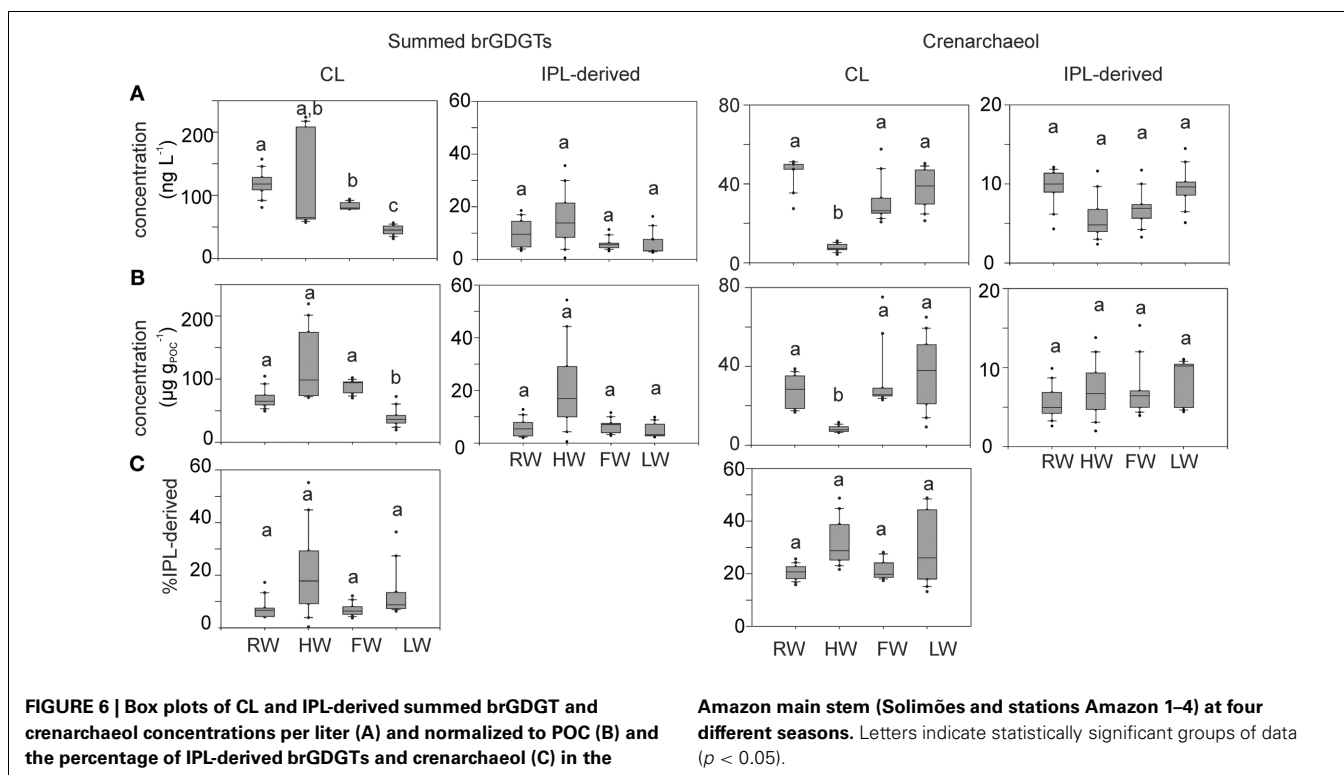 Summed brGDGTs
Crenarchaeol
CL
IPL-derived
CL
IPL-derived
A
concentration
(ng L⁻¹)
200
100
0
a
a,b
b
c
60
40
20
0
a
a
a
a
80
40
0
a
b
a
a
20
10
0
a
a
a
a
B
concentration
(µg gPOC⁻¹)
200
100
0
a
a
a
b
60
40
20
0
a
a
a
a
RW HW FW LW
80
40
0
a
b
a
a
20
10
0
a
a
a
a
RW HW FW LW
C
%IPL-derived
60
40
20
0
a
a
a
a
RW HW FW LW
60
40
20
0
a
a
a
a
RW HW FW LW
FIGURE 6 | Box plots of CL and IPL-derived summed brGDGT and
crenarchaeol concentrations per liter (A) and normalized to POC (B) and
the percentage of IPL-derived brGDGTs and crenarchaeol (C) in the
Amazon main stem (Solimões and stations Amazon 1–4) at four
different seasons. Letters indicate statistically significant groups of data
(p < 0.05).